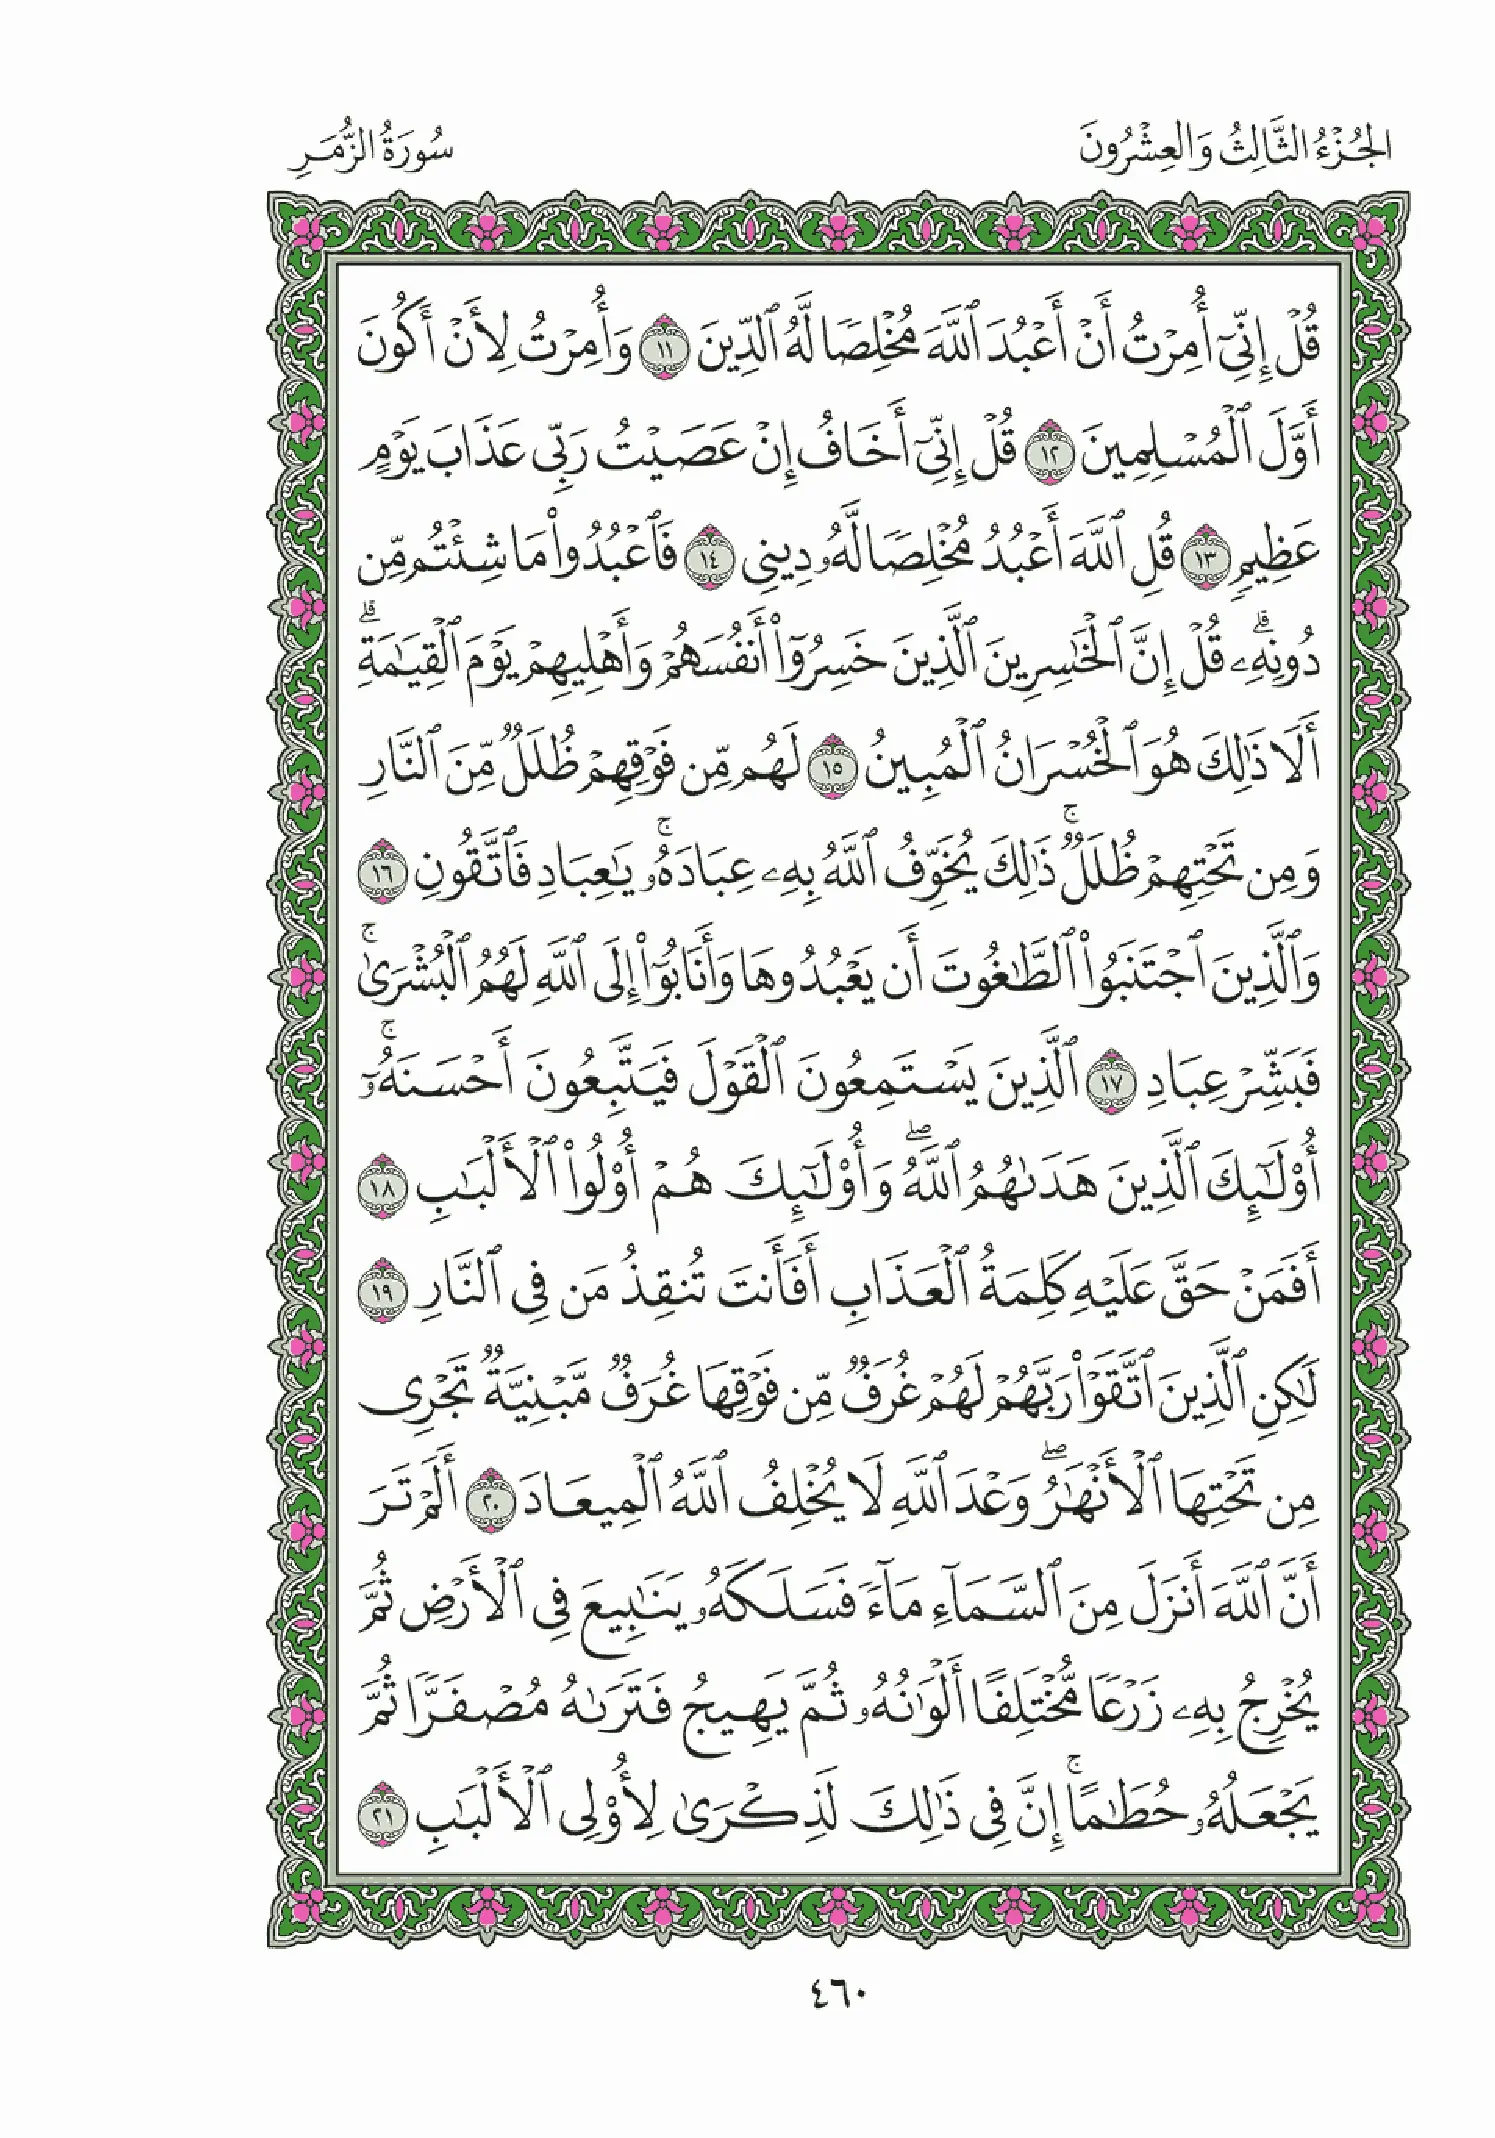 الجُزْءُ الثَّالِثُ وَالعِشْرُونَ
سُورَةُ الزُّمَرِ
قُلْ إِنِّىٓ أُمِرْتُ أَنْ أَعْبُدَ ٱللَّهَ مُخْلِصًا لَّهُ ٱلدِّينَ ١١ وَأُمِرْتُ لِأَنْ أَكُونَ
أَوَّلَ ٱلْمُسْلِمِينَ ١٢ قُلْ إِنِّىٓ أَخَافُ إِنْ عَصَيْتُ رَبِّى عَذَابَ يَوْمٍ
عَظِيمٍ ١٣ قُلِ ٱللَّهَ أَعْبُدُ مُخْلِصًا لَّهُۥ دِينِى ١٤ فَٱعْبُدُوا۟ مَا شِئْتُم مِّن
دُونِهِۦۗ قُلْ إِنَّ ٱلْخَٰسِرِينَ ٱلَّذِينَ خَسِرُوٓا۟ أَنفُسَهُمْ وَأَهْلِيهِمْ يَوْمَ ٱلْقِيَٰمَةِۗ
أَلَا ذَٰلِكَ هُوَ ٱلْخُسْرَانُ ٱلْمُبِينُ ١٥ لَهُم مِّن فَوْقِهِمْ ظُلَلٌ مِّنَ ٱلنَّارِ
وَمِن تَحْتِهِمْ ظُلَلٌۚ ذَٰلِكَ يُخَوِّفُ ٱللَّهُ بِهِۦ عِبَادَهُۥۚ يَٰعِبَادِ فَٱتَّقُونِ ١٦
وَٱلَّذِينَ ٱجْتَنَبُوا۟ ٱلطَّٰغُوتَ أَن يَعْبُدُوهَا وَأَنَابُوٓا۟ إِلَى ٱللَّهِ لَهُمُ ٱلْبُشْرَىٰۚ
فَبَشِّرْ عِبَادِ ١٧ ٱلَّذِينَ يَسْتَمِعُونَ ٱلْقَوْلَ فَيَتَّبِعُونَ أَحْسَنَهُۥٓۚ
أُو۟لَٰٓئِكَ ٱلَّذِينَ هَدَىٰهُمُ ٱللَّهُۖ وَأُو۟لَٰٓئِكَ هُمْ أُو۟لُوا۟ ٱلْأَلْبَٰبِ ١٨
أَفَمَنْ حَقَّ عَلَيْهِ كَلِمَةُ ٱلْعَذَابِ أَفَأَنتَ تُنقِذُ مَن فِى ٱلنَّارِ ١٩
لَٰكِنِ ٱلَّذِينَ ٱتَّقَوْا۟ رَبَّهُمْ لَهُمْ غُرَفٌ مِّن فَوْقِهَا غُرَفٌ مَّبْنِيَّةٌ تَجْرِى
مِن تَحْتِهَا ٱلْأَنْهَٰرُۖ وَعْدَ ٱللَّهِ لَا يُخْلِفُ ٱللَّهُ ٱلْمِيعَادَ ٢٠ أَلَمْ تَرَ
أَنَّ ٱللَّهَ أَنزَلَ مِنَ ٱلسَّمَآءِ مَآءً فَسَلَكَهُۥ يَنَٰبِيعَ فِى ٱلْأَرْضِ ثُمَّ
يُخْرِجُ بِهِۦ زَرْعًا مُّخْتَلِفًا أَلْوَٰنُهُۥ ثُمَّ يَهِيجُ فَتَرَىٰهُ مُصْفَرًّا ثُمَّ
يَجْعَلُهُۥ حُطَٰمًاۚ إِنَّ فِى ذَٰلِكَ لَذِكْرَىٰ لِأُو۟لِى ٱلْأَلْبَٰبِ ٢١
٤٦٠